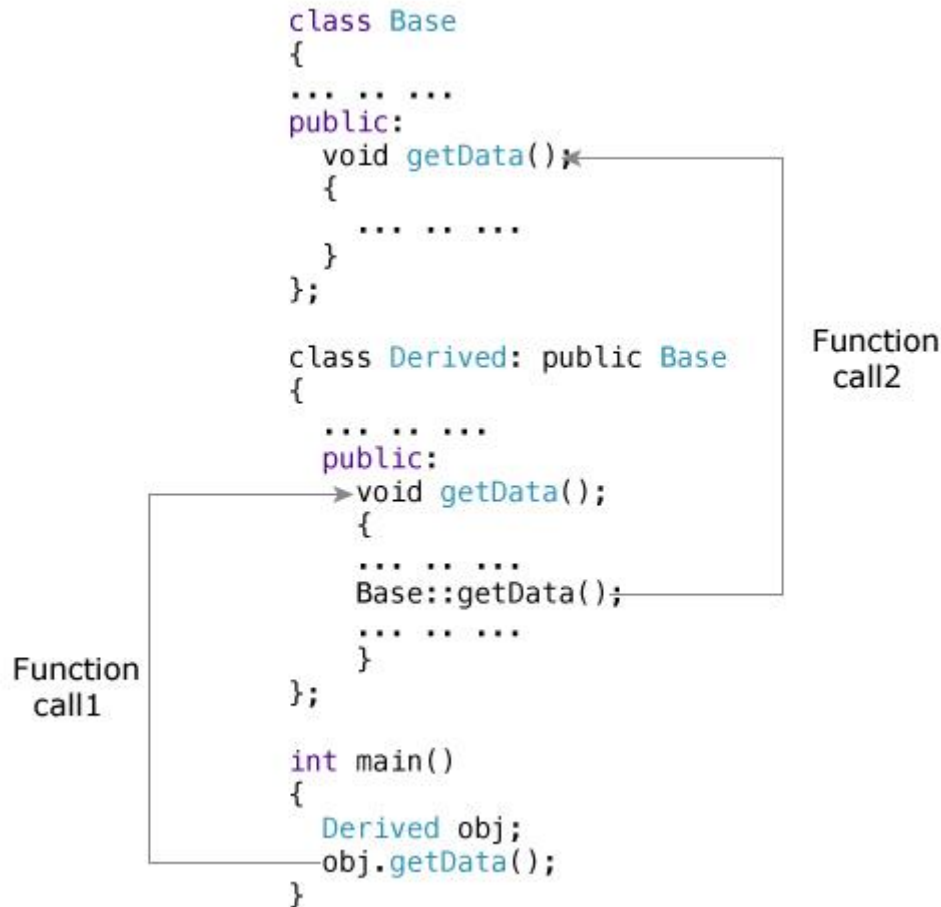 class Base
{
... .. ...
public:
void getData();
{
... .. ...
}
};
class Derived: public Base
{
... .. ...
public:
void getData();
{
... .. ...
Base::getData();
... .. ...
}
};
int main()
{
Derived obj;
obj.getData();
}
Function
call2
Function
call1